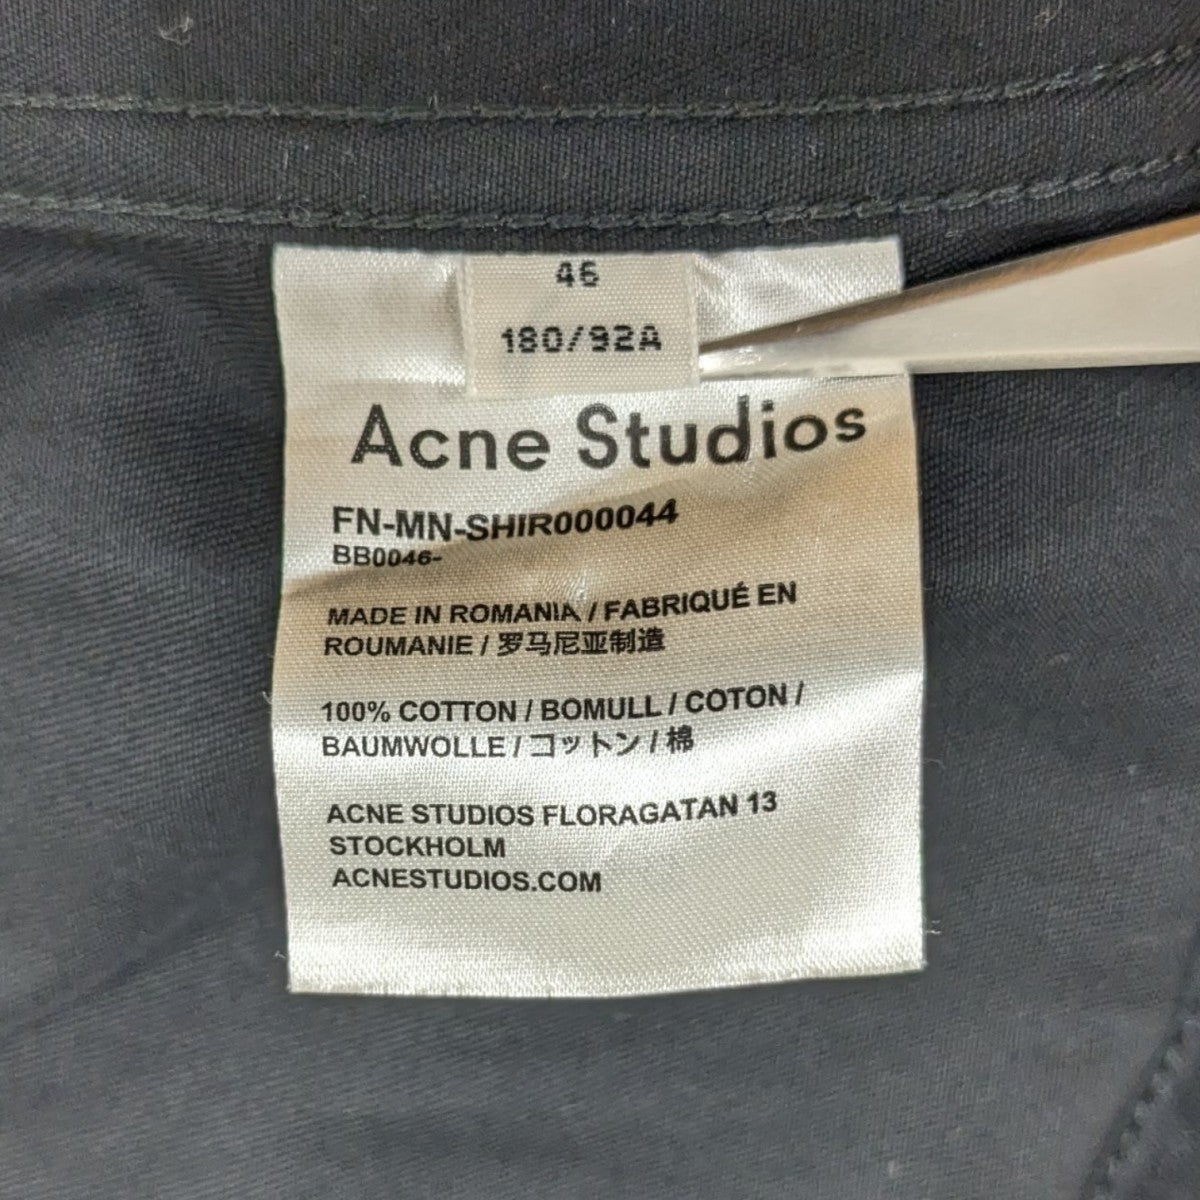 46
180/92A
Acne Studios
FN-MN-SHIR000044
BB0046-
MADE IN ROMANIA / FABRIQUÉ EN
ROUMANIE / 罗马尼亚制造
100% COTTON / BOMULL / COTON /
BAUMWOLLE / コットン / 棉
ACNE STUDIOS FLORAGATAN 13
STOCKHOLM
ACNESTUDIOS.COM